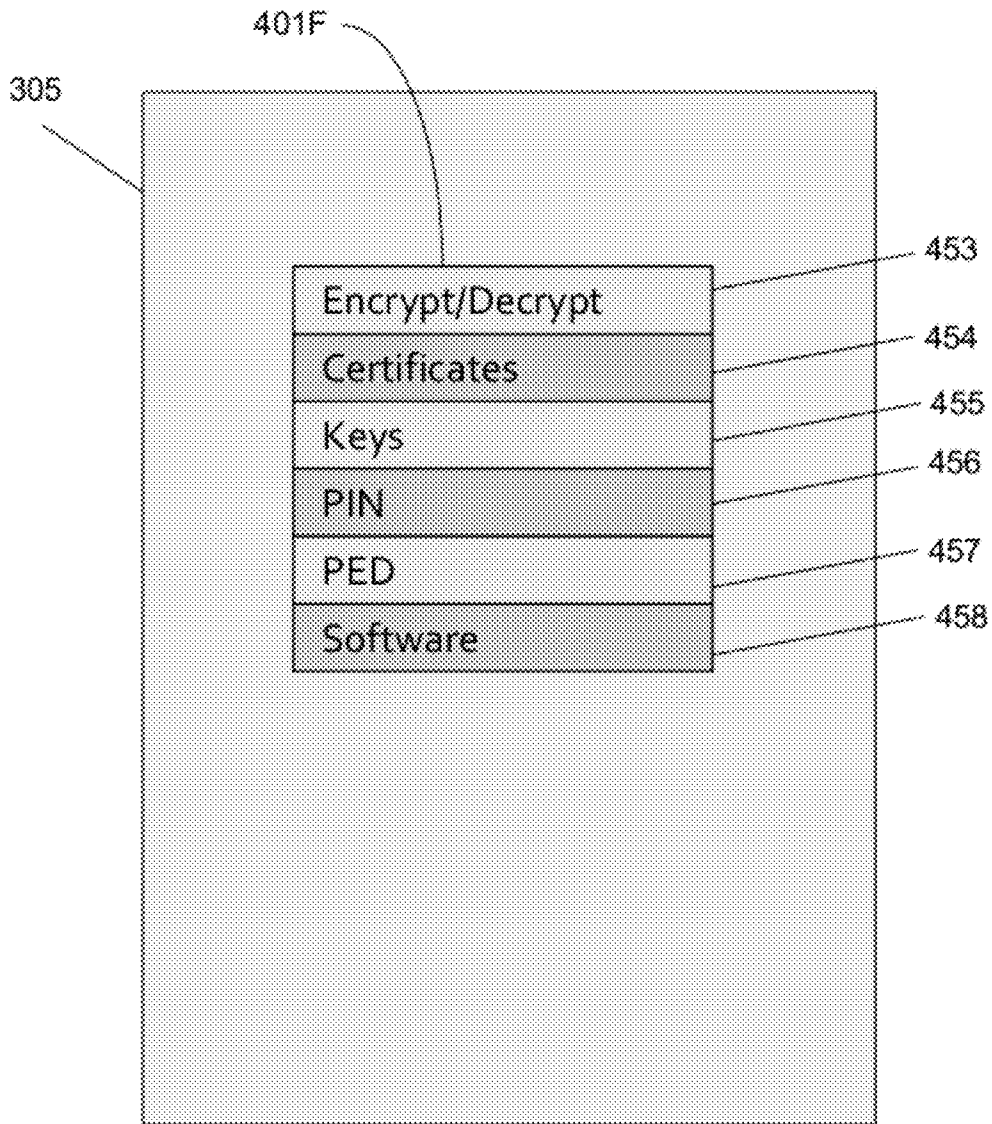 401F
305
Encrypt/Decrypt
453
Certificates
454
Keys
455
PIN
456
PED
457
Software
458